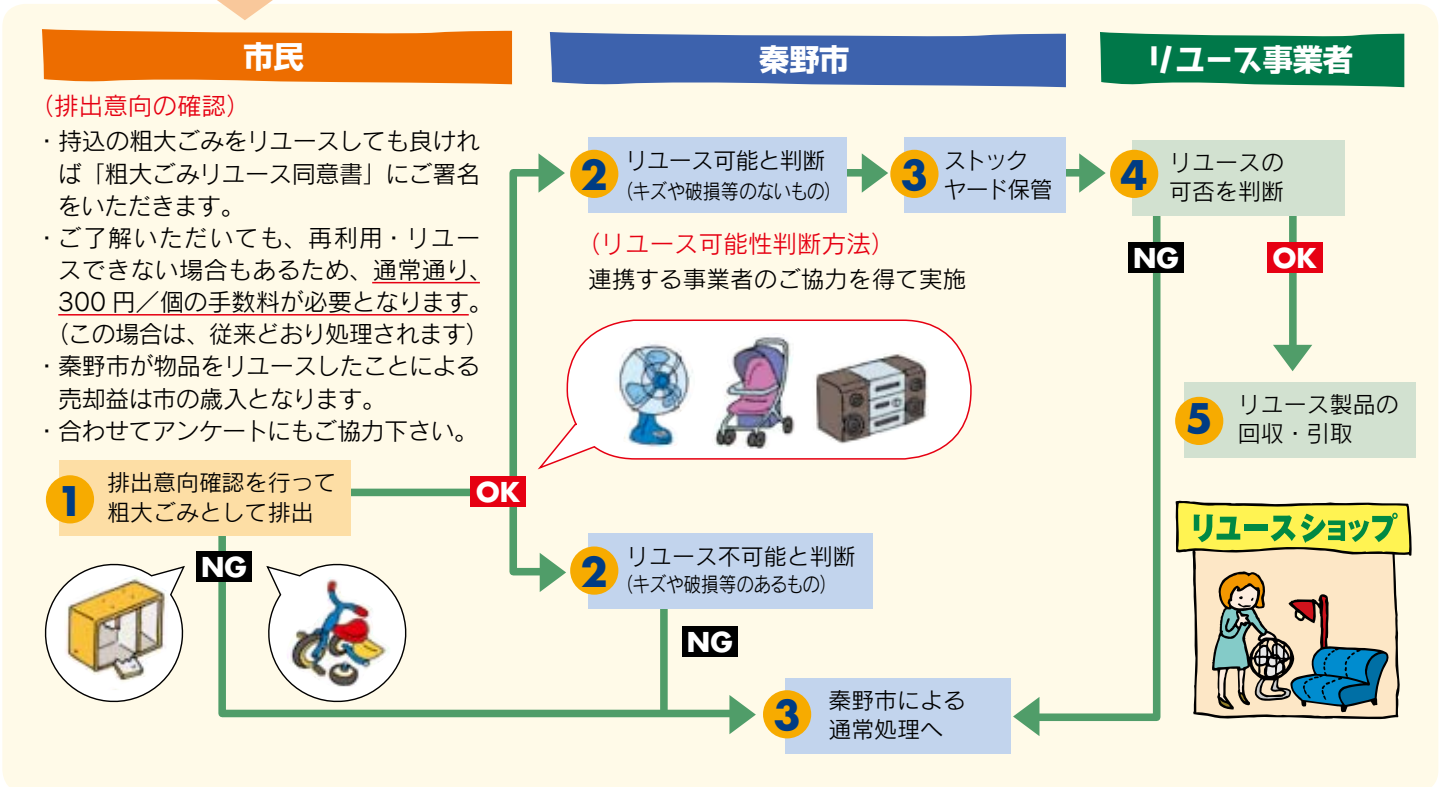 市民
(排出意向の確認)
・持込の粗大ごみをリユースしても良けれ
ば「粗大ごみリユース同意書」にご署名
をいただきます。
・ご了解いただいても、再利用・リユー
スできない場合もあるため、通常通り、
300円／個の手数料が必要となります。
(この場合は、従来どおり処理されます)
・秦野市が物品をリユースしたことによる
売却益は市の歳入となります。
・合わせてアンケートにもご協力下さい。
1 排出意向確認を行って
粗大ごみとして排出
OK
NG
秦野市
2 リユース可能と判断
(キズや破損等のないもの)
3 ストック
ヤード保管
(リユース可能性判断方法)
連携する事業者のご協力を得て実施
2 リユース不可能と判断
(キズや破損等のあるもの)
NG
3 秦野市による
通常処理へ
リユース事業者
4 リユースの
可否を判断
NG
OK
5 リユース製品の
回収・引取
リユースショップ